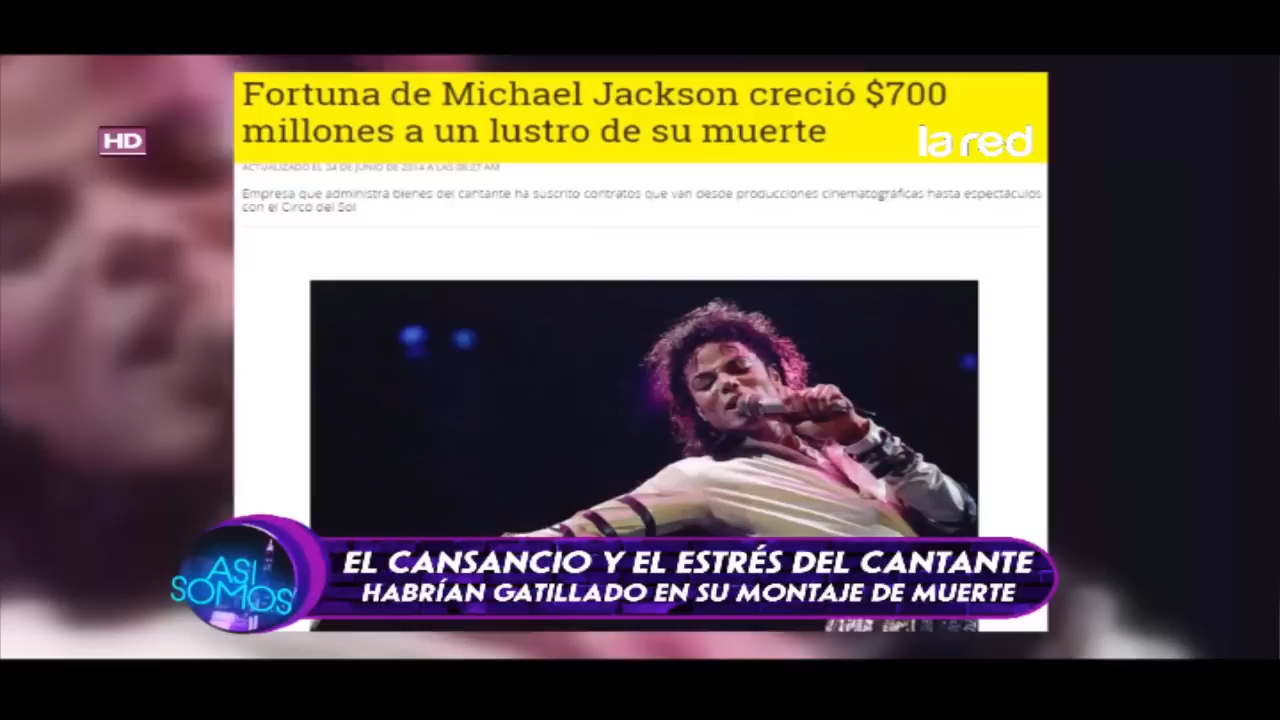 Fortuna de Michael Jackson creció $700
millones a un lustro de su muerte
HD
la red
ACTUALIZADO EL 24 DE JUNIO DE 2014 A LAS 08:27 AM
Empresa que administra bienes del cantante ha suscrito contratos que van desde producciones cinematográficas hasta espectáculos
con el Circo del Sol
EL CANSANCIO Y EL ESTRÉS DEL CANTANTE
HABRÍAN GATILLADO EN SU MONTAJE DE MUERTE
ASI
SOMOS